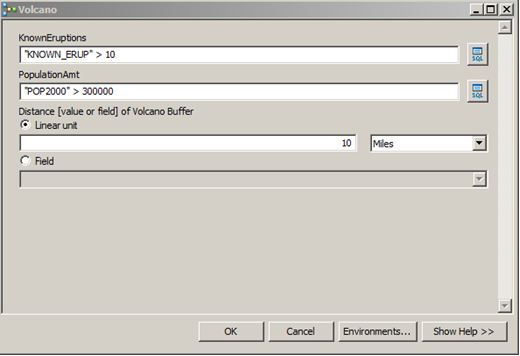 Volcano
KnownEruptions
"KNOWN_ERUP" > 10
SQL
PopulationAmt
"POP2000" > 300000
SQL
Distance [value or field] of Volcano Buffer
Linear unit
10 Miles
Field
OK Cancel Environments... Show Help >>